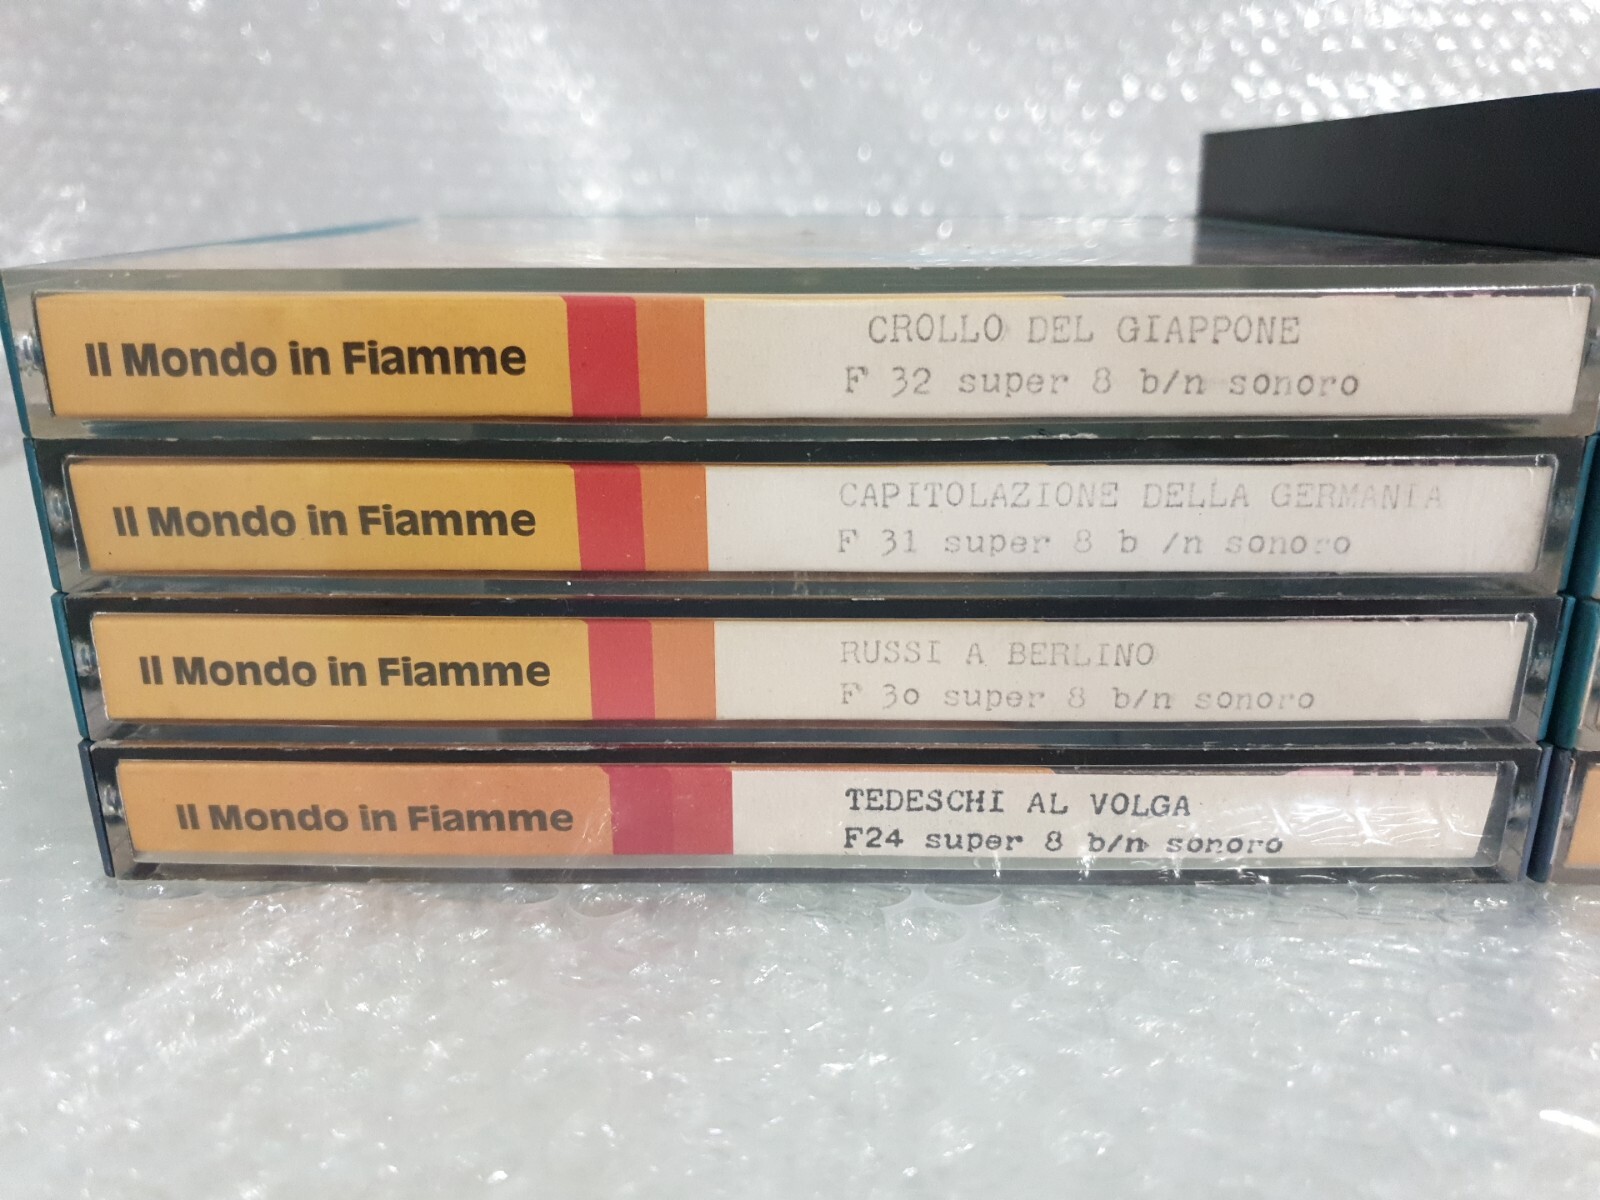 Il Mondo in Fiamme
CROLLO DEL GIAPPONE
F 32 super 8 b/n sonoro
Il Mondo in Fiamme
CAPITOLAZIONE DELLA GERMANIA
F 31 super 8 b /n sonoro
Il Mondo in Fiamme
RUSSI A BERLINO
F 3o super 8 b/n sonoro
Il Mondo in Fiamme
TEDESCHI AL VOLGA
F24 super 8 b/n sonoro